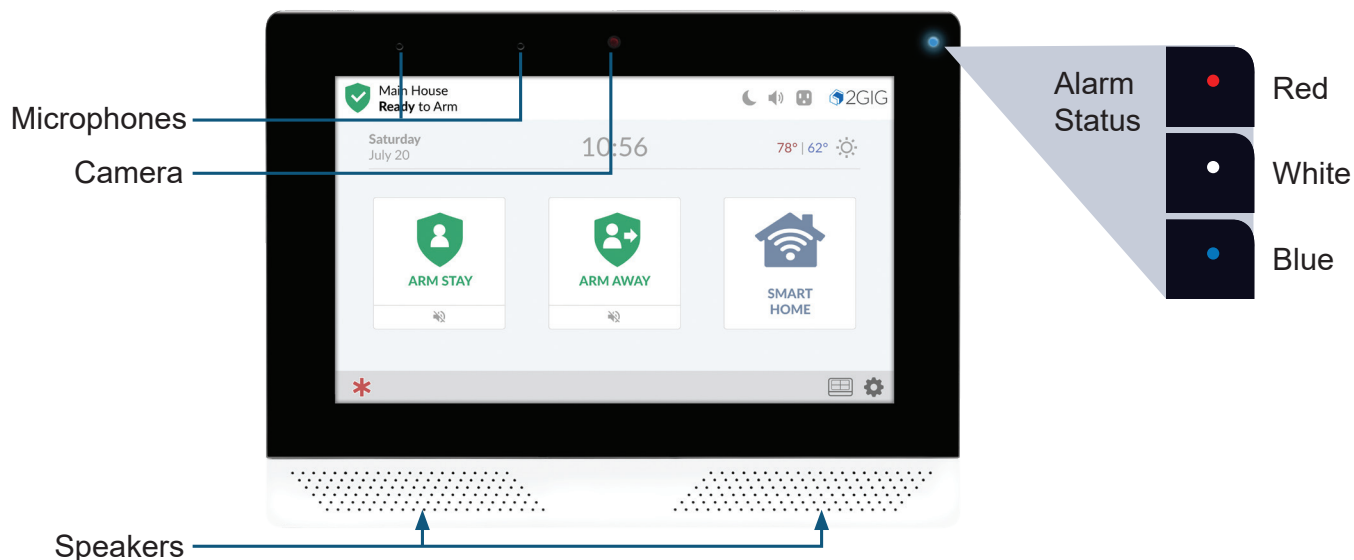 Main House
Ready to Arm
2GIG
Alarm
Status
Red
Microphones
Saturday
July 20
10:56
78° | 62°
Camera
White
ARM STAY
ARM AWAY
SMART
HOME
Blue
Speakers